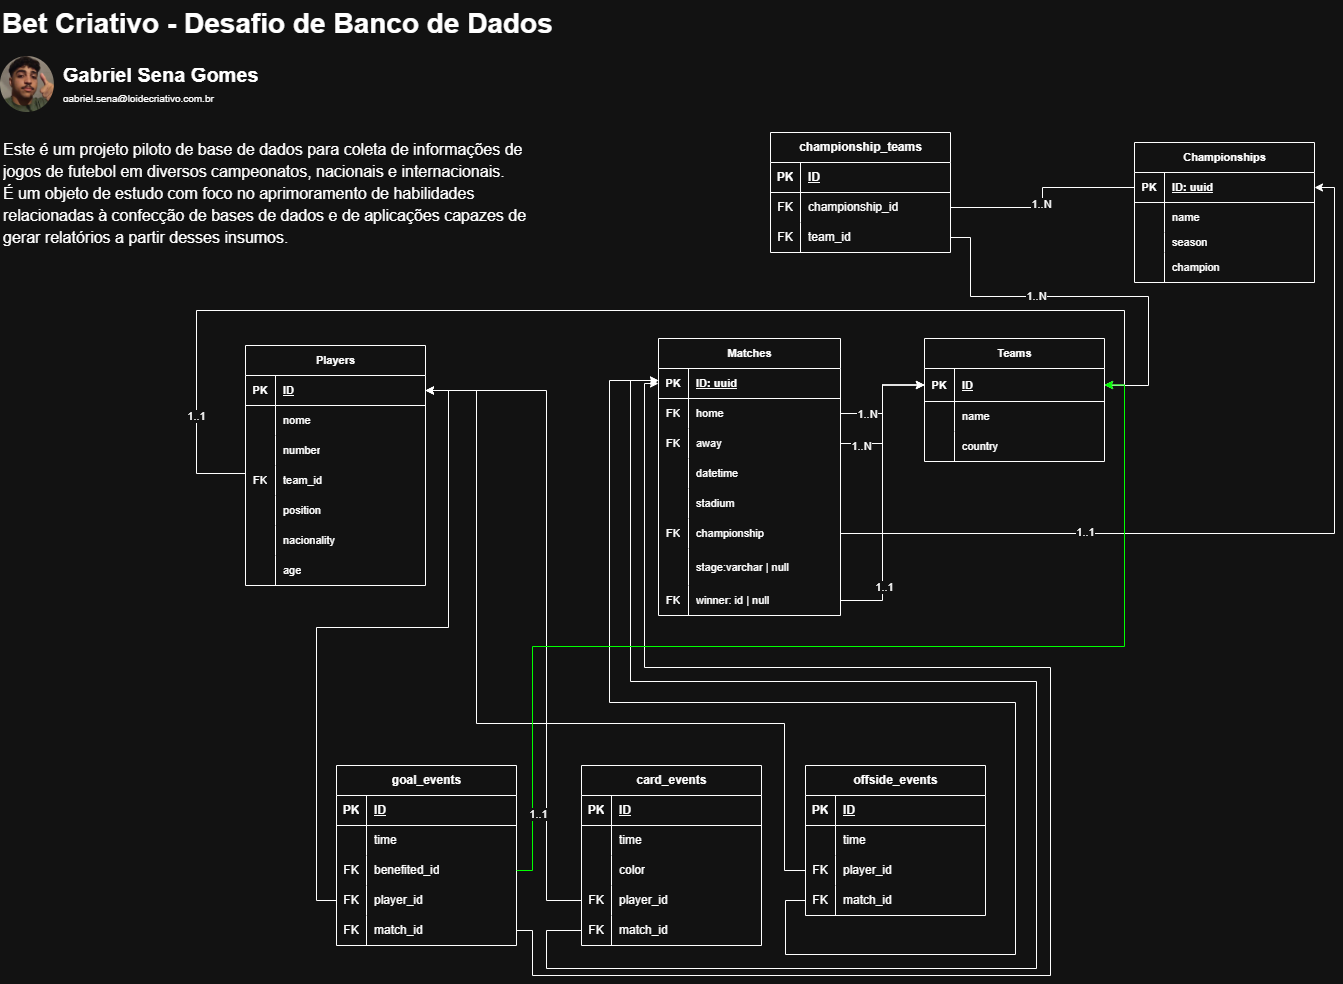 Bet Criativo - Desafio de Banco de Dados
Gabriel Sena Gomes
gabriel.sena@loidecriativo.com.br
Este é um projeto piloto de base de dados para coleta de informações de
jogos de futebol em diversos campeonatos, nacionais e internacionais.
É um objeto de estudo com foco no aprimoramento de habilidades
relacionadas à confecção de bases de dados e de aplicações capazes de
gerar relatórios a partir desses insumos.
championship_teams
PK ID
FK championship_id
FK team_id
1..N
Championships
PK ID: uuid
name
season
champion
1..N
Players
PK ID
nome
number
FK team_id
position
nacionality
age
1..1
Matches
PK ID: uuid
FK home
FK away
datetime
stadium
FK championship
stage:varchar | null
FK winner: id | null
1..N
1..N
1..1
1..1
Teams
PK ID
name
country
goal_events
PK ID
time
FK benefited_id
FK player_id
FK match_id
1..1
card_events
PK ID
time
color
FK player_id
FK match_id
offside_events
PK ID
time
FK player_id
FK match_id